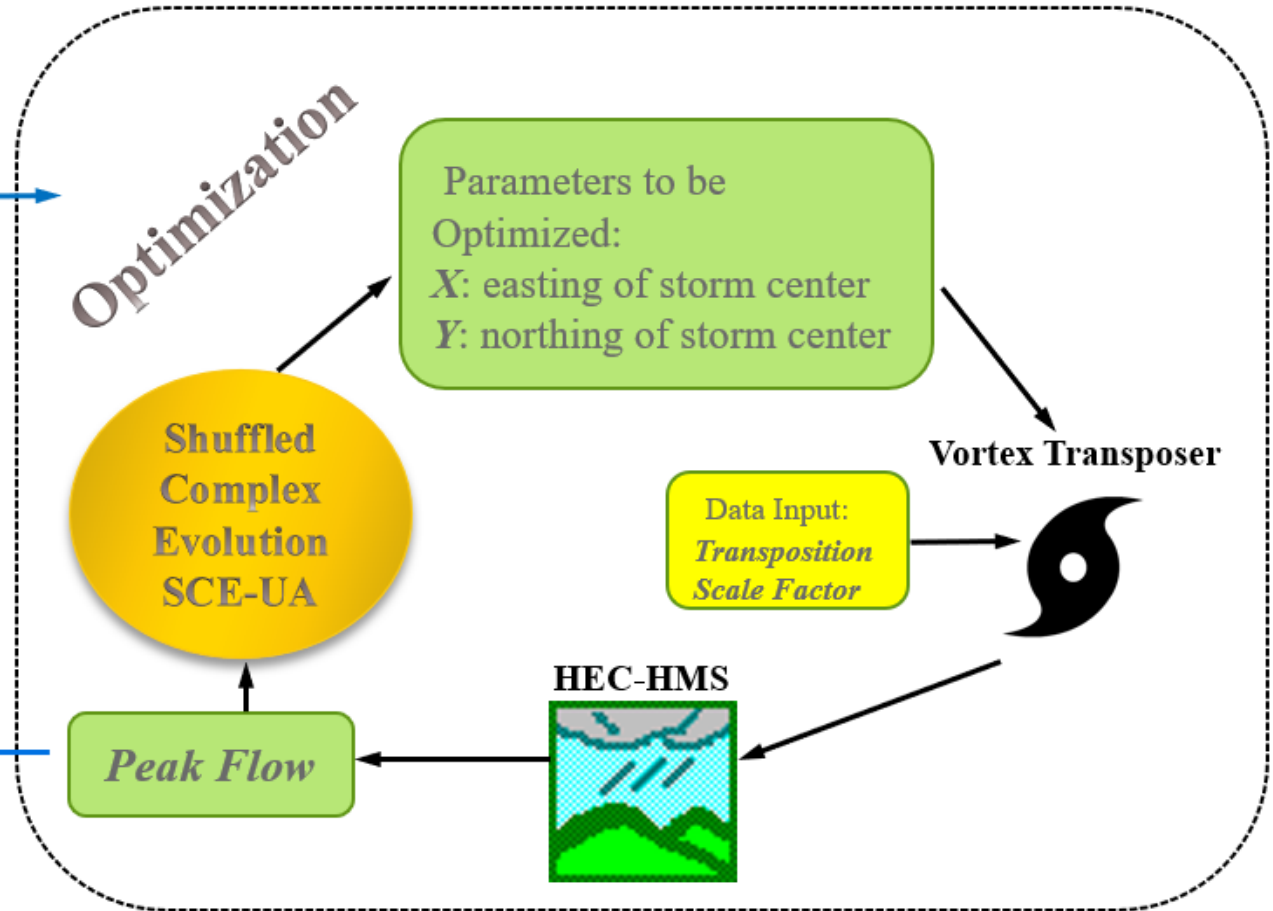 Optimization
Parameters to be
Optimized:
X: easting of storm center
Y: northing of storm center
Vortex Transposer
Data Input:
Transposition
Scale Factor
Shuffled
Complex
Evolution
SCE-UA
HEC-HMS
Peak Flow